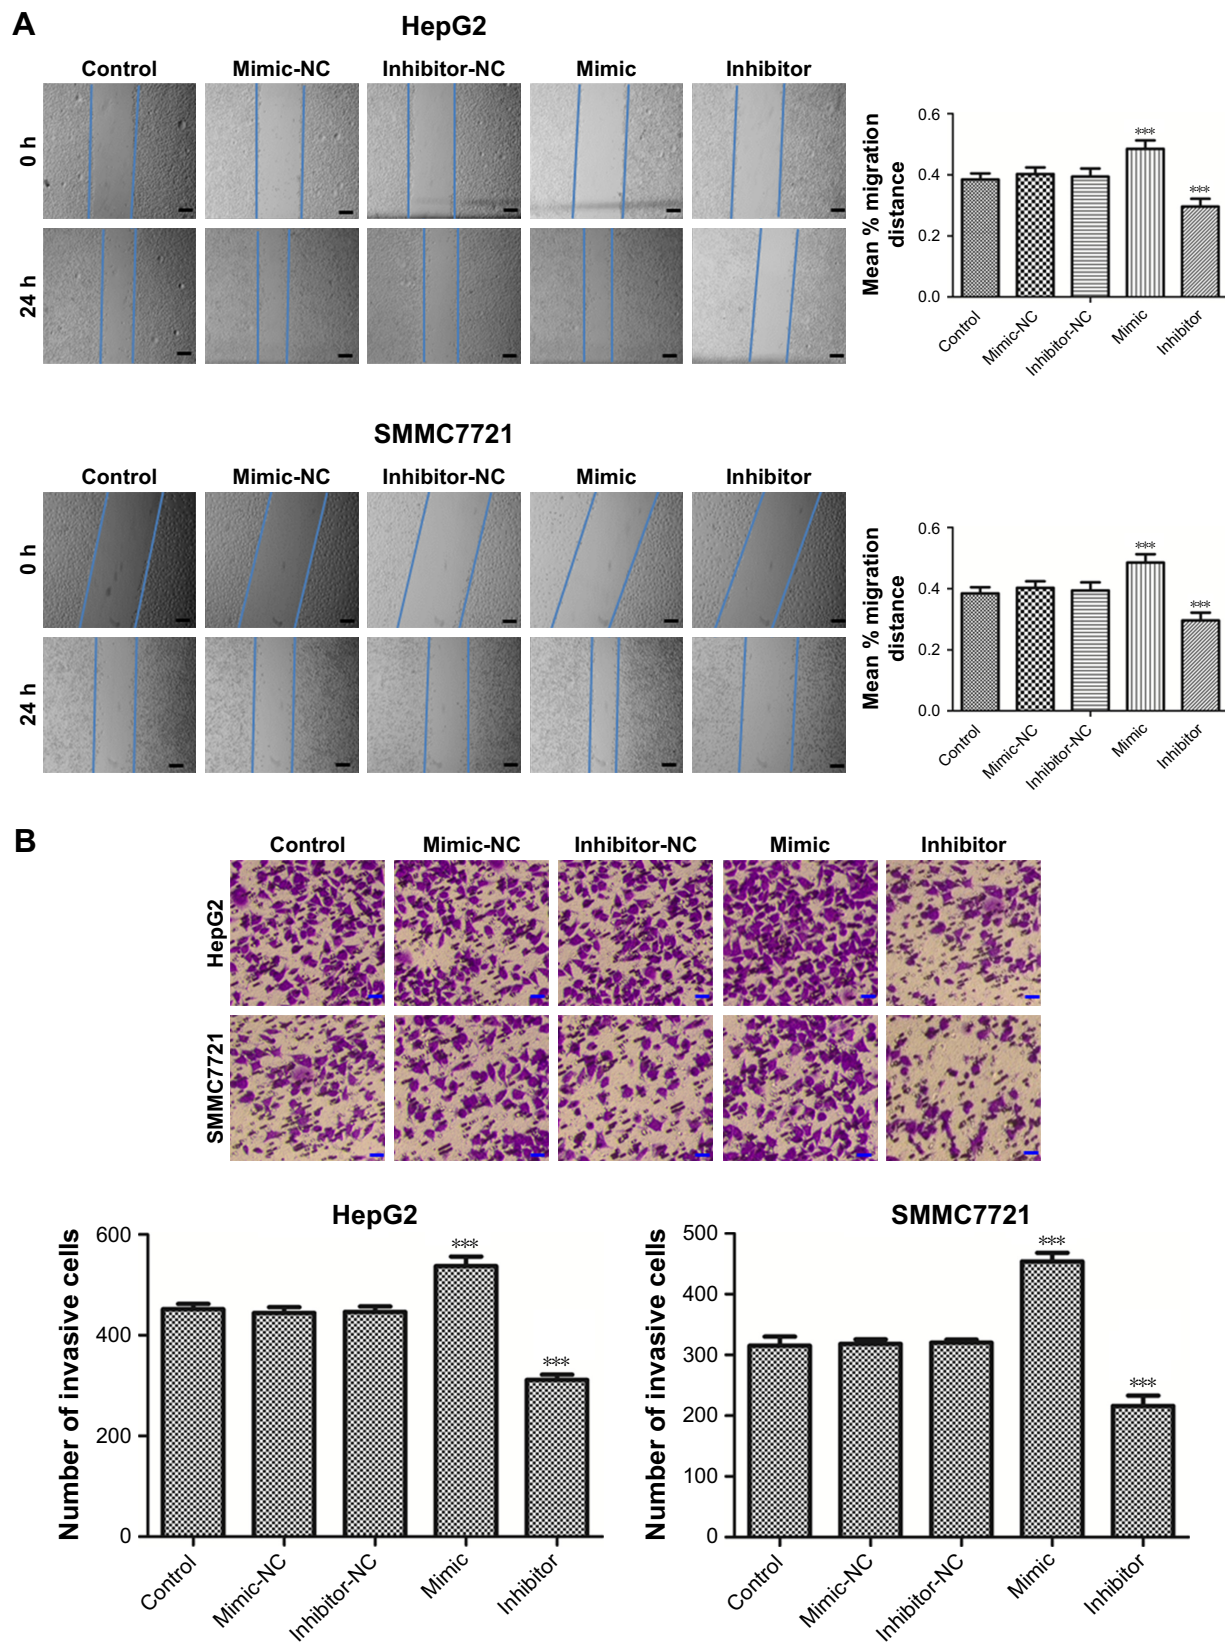 A
HepG2
Control Mimic-NC Inhibitor-NC Mimic Inhibitor
0 h
24 h
Mean % migration
distance
0.6
0.4
0.2
0.0
***
***
Control
Mimic-NC
Inhibitor-NC
Mimic
Inhibitor
SMMC7721
Control Mimic-NC Inhibitor-NC Mimic Inhibitor
0 h
24 h
Mean % migration
distance
0.6
0.4
0.2
0.0
***
***
Control
Mimic-NC
Inhibitor-NC
Mimic
Inhibitor
B
Control Mimic-NC Inhibitor-NC Mimic Inhibitor
HepG2
SMMC7721
HepG2
Number of invasive cells
600
400
200
0
***
***
Control
Mimic-NC
Inhibitor-NC
Mimic
Inhibitor
SMMC7721
Number of invasive cells
500
400
300
200
100
0
***
***
Control
Mimic-NC
Inhibitor-NC
Mimic
Inhibitor